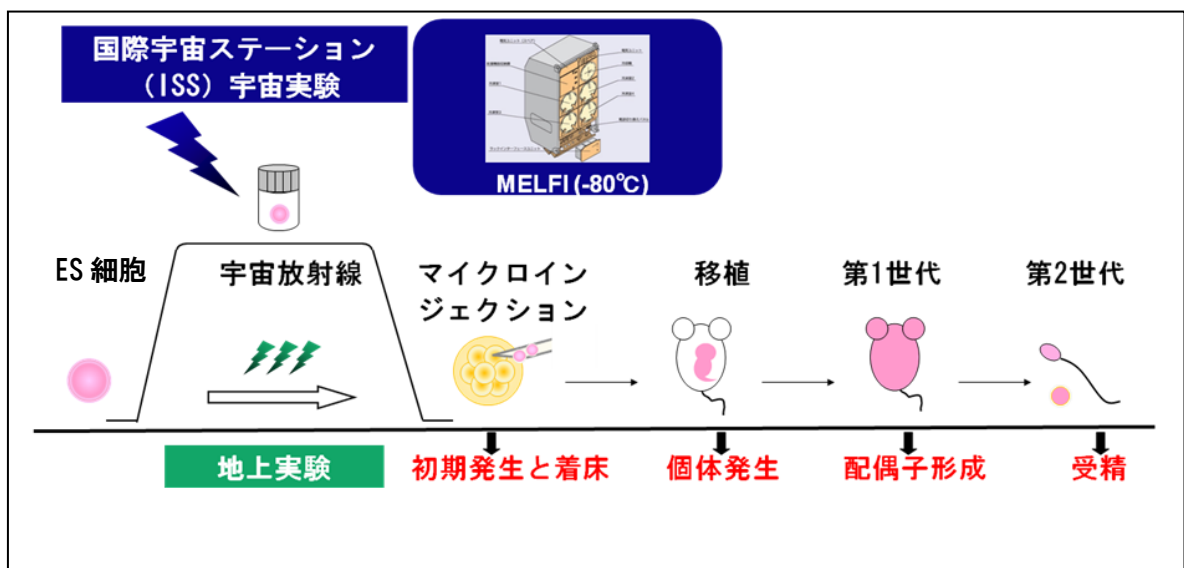 国際宇宙ステーション
(ISS) 宇宙実験
MELFI(-80℃)
ES 細胞
宇宙放射線
マイクロイン
ジェクション
移植
第1世代
第2世代
地上実験
初期発生と着床
個体発生
配偶子形成
受精